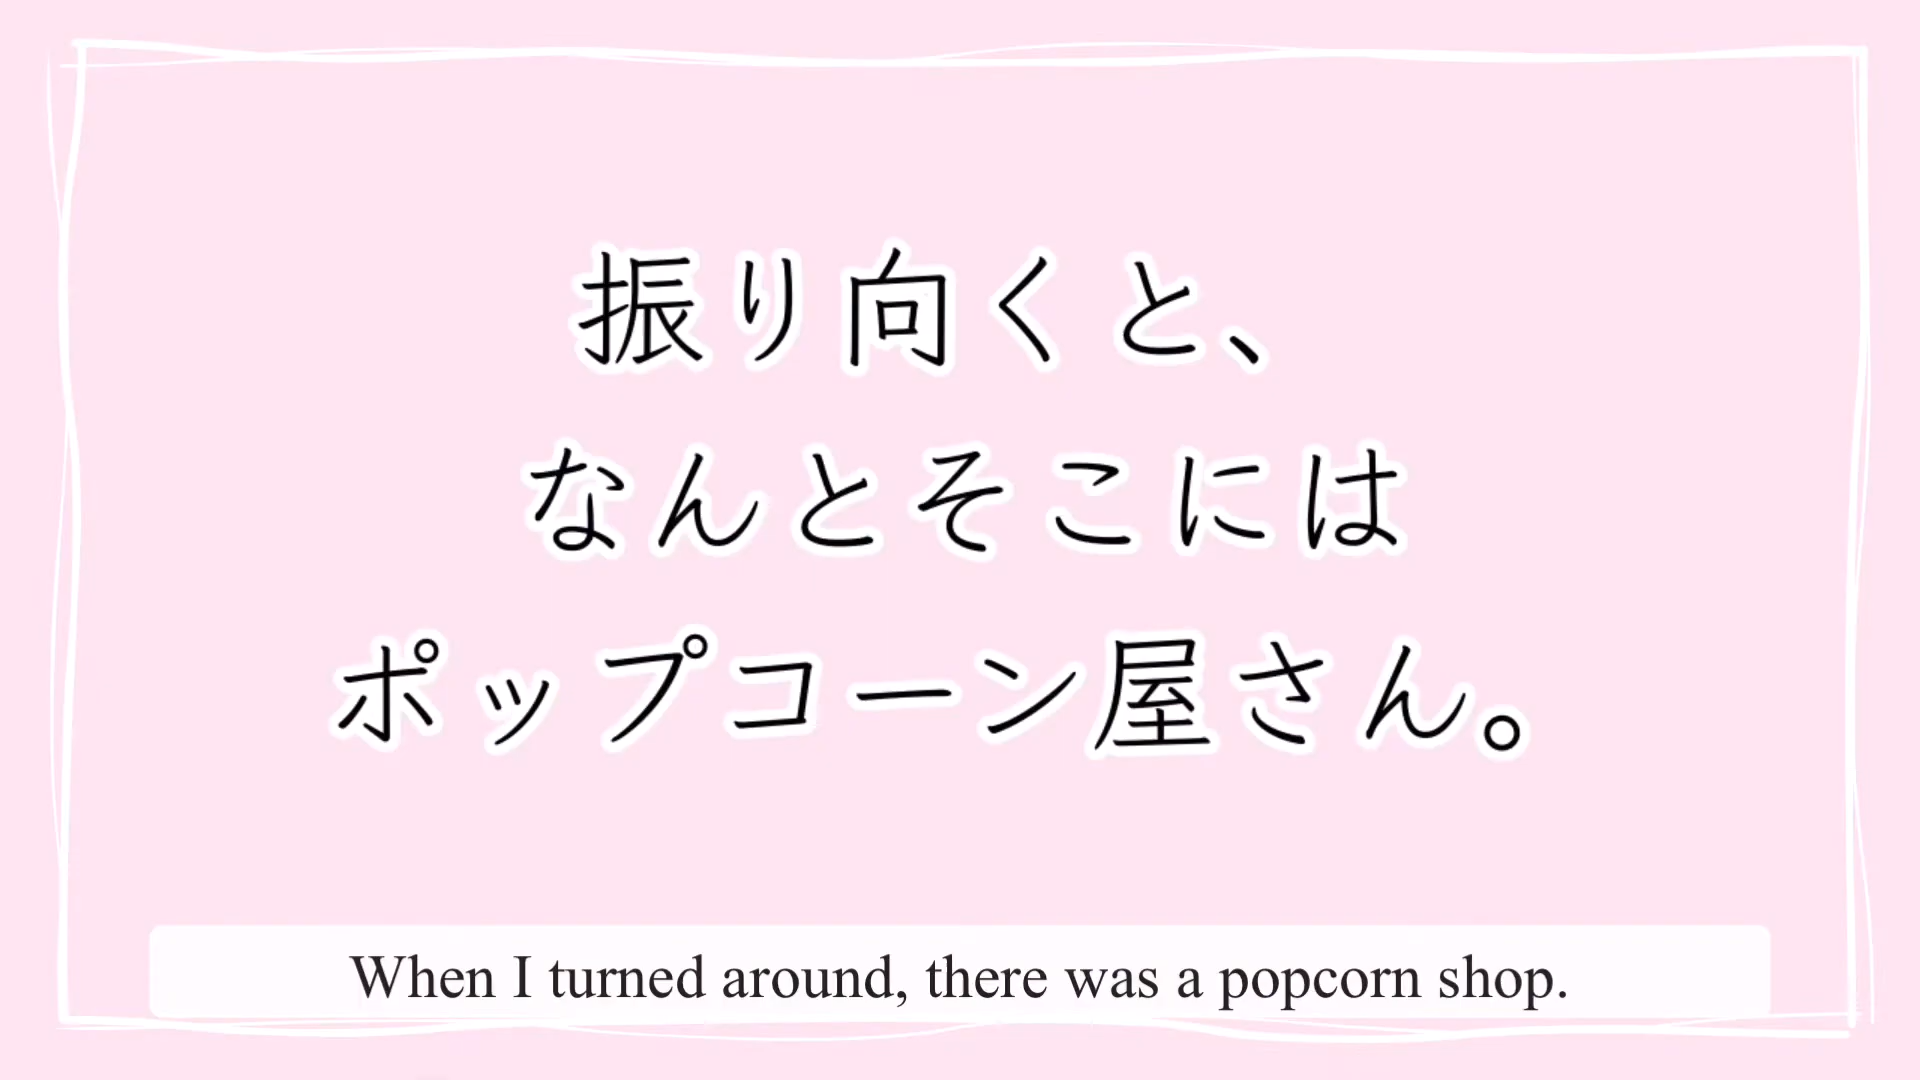 振り向くと、
なんとそこには
ポップコーン屋さん。
When I turned around, there was a popcorn shop.